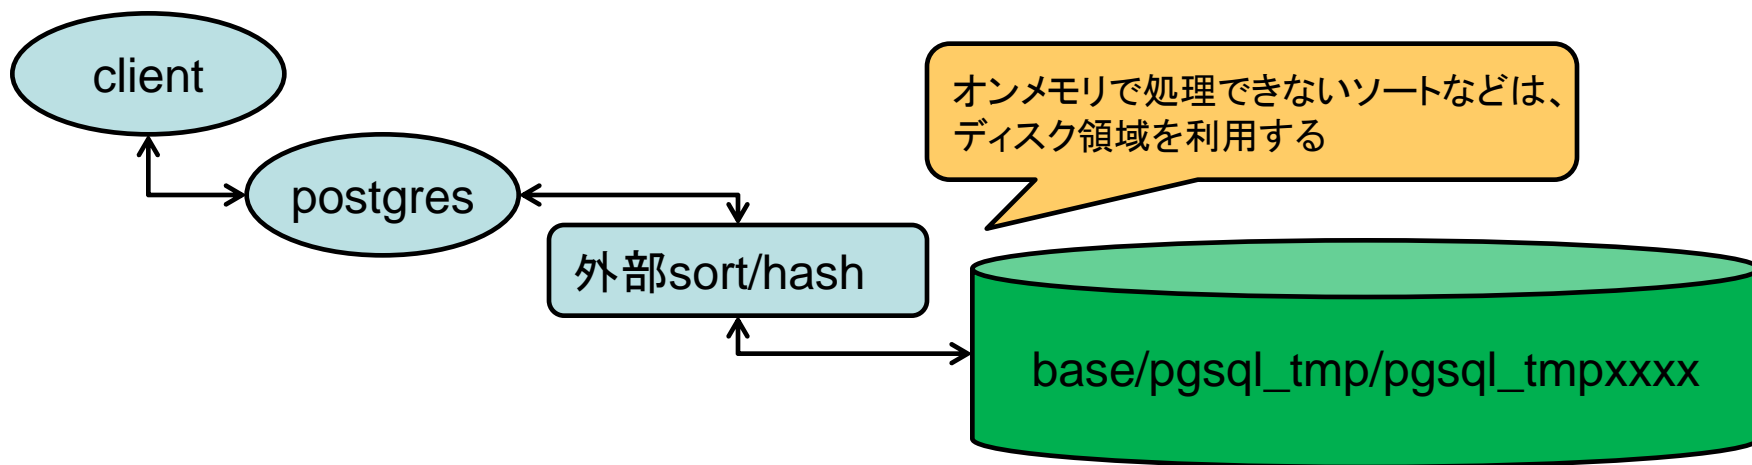 client
postgres
オンメモリで処理できないソートなどは、
ディスク領域を利用する
外部sort/hash
base/pgsql_tmp/pgsql_tmpxxxx